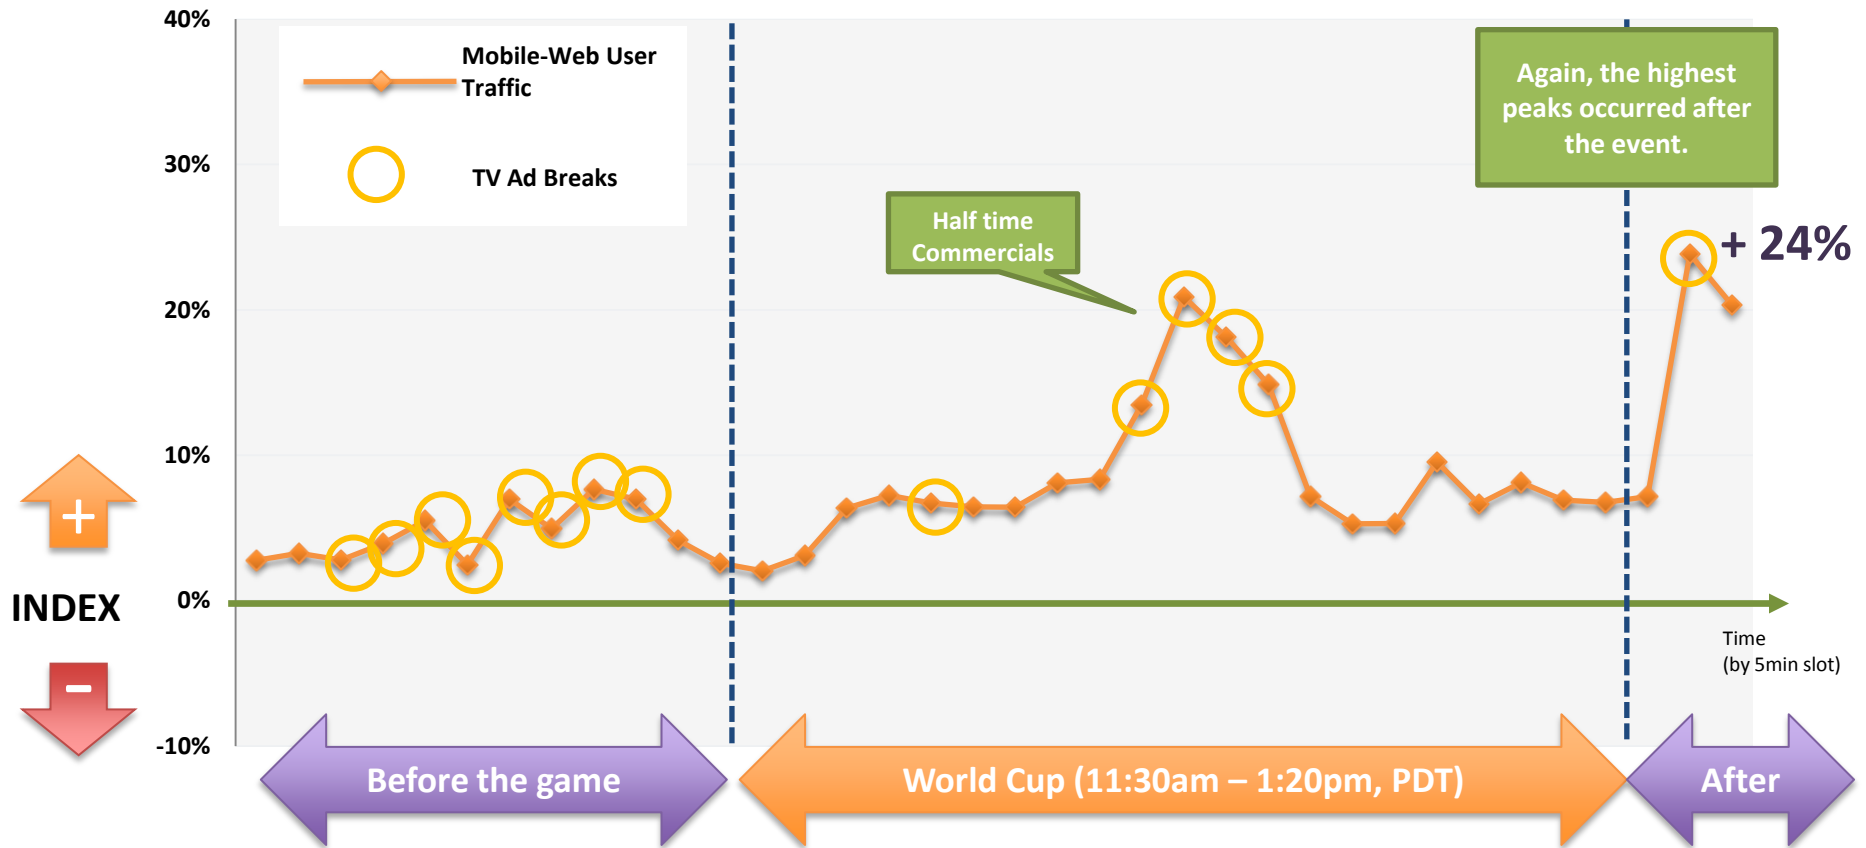 40%
30%
20%
10%
0%
-10%
Mobile-Web User
Traffic
TV Ad Breaks
Half time
Commercials
Again, the highest
peaks occurred after
the event.
+ 24%
+
INDEX
-
Time
(by 5min slot)
Before the game
World Cup (11:30am – 1:20pm, PDT)
After